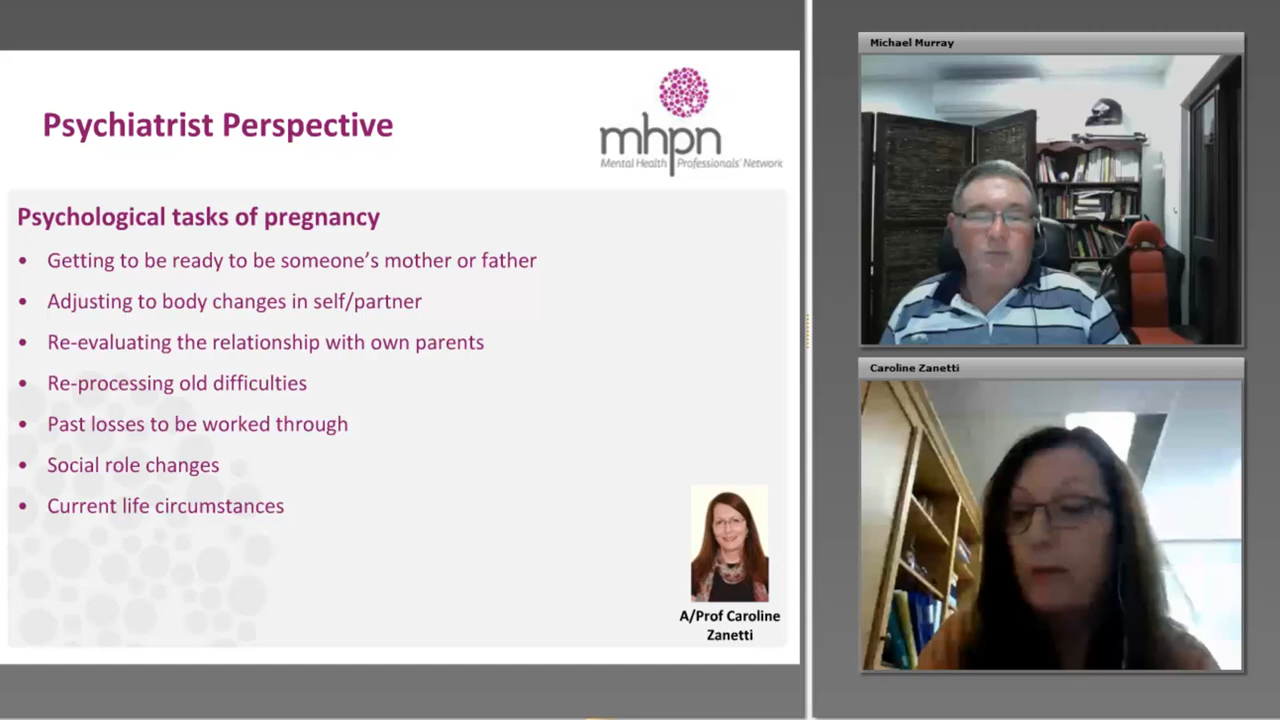 Psychiatrist Perspective
mhpn
Mental Health Professionals' Network
Psychological tasks of pregnancy
• Getting to be ready to be someone's mother or father
• Adjusting to body changes in self/partner
• Re-evaluating the relationship with own parents
• Re-processing old difficulties
• Past losses to be worked through
• Social role changes
• Current life circumstances
A/Prof Caroline
Zanetti
Michael Murray
Caroline Zanetti